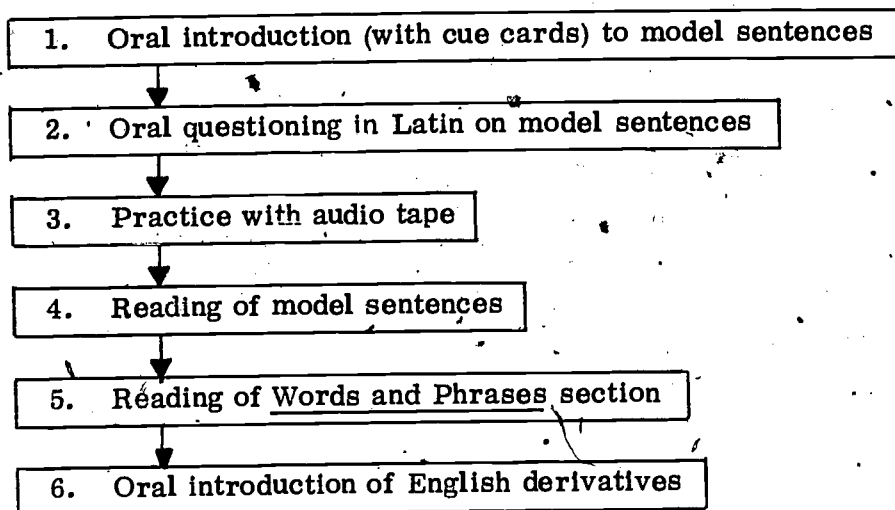 1. Oral introduction (with cue cards) to model sentences
2. Oral questioning in Latin on model sentences
3. Practice with audio tape
4. Reading of model sentences
5. Reading of Words and Phrases section
6. Oral introduction of English derivatives